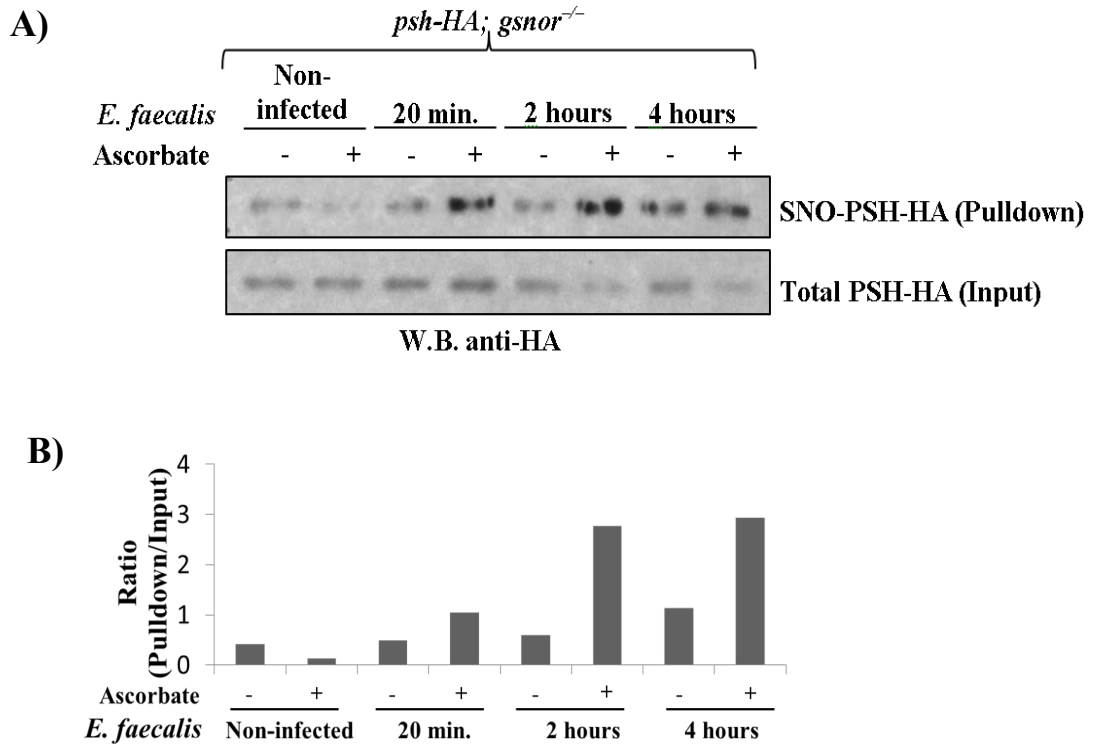 A)
psh-HA; gsnor−/−
Non-infected
E. faecalis 20 min. 2 hours 4 hours
Ascorbate - + - + - + - +
SNO-PSH-HA (Pulldown)
Total PSH-HA (Input)
W.B. anti-HA
B)
Ratio
(Pulldown/Input)
4
3
2
1
0
Ascorbate - + - + - + - +
E. faecalis Non-infected 20 min. 2 hours 4 hours